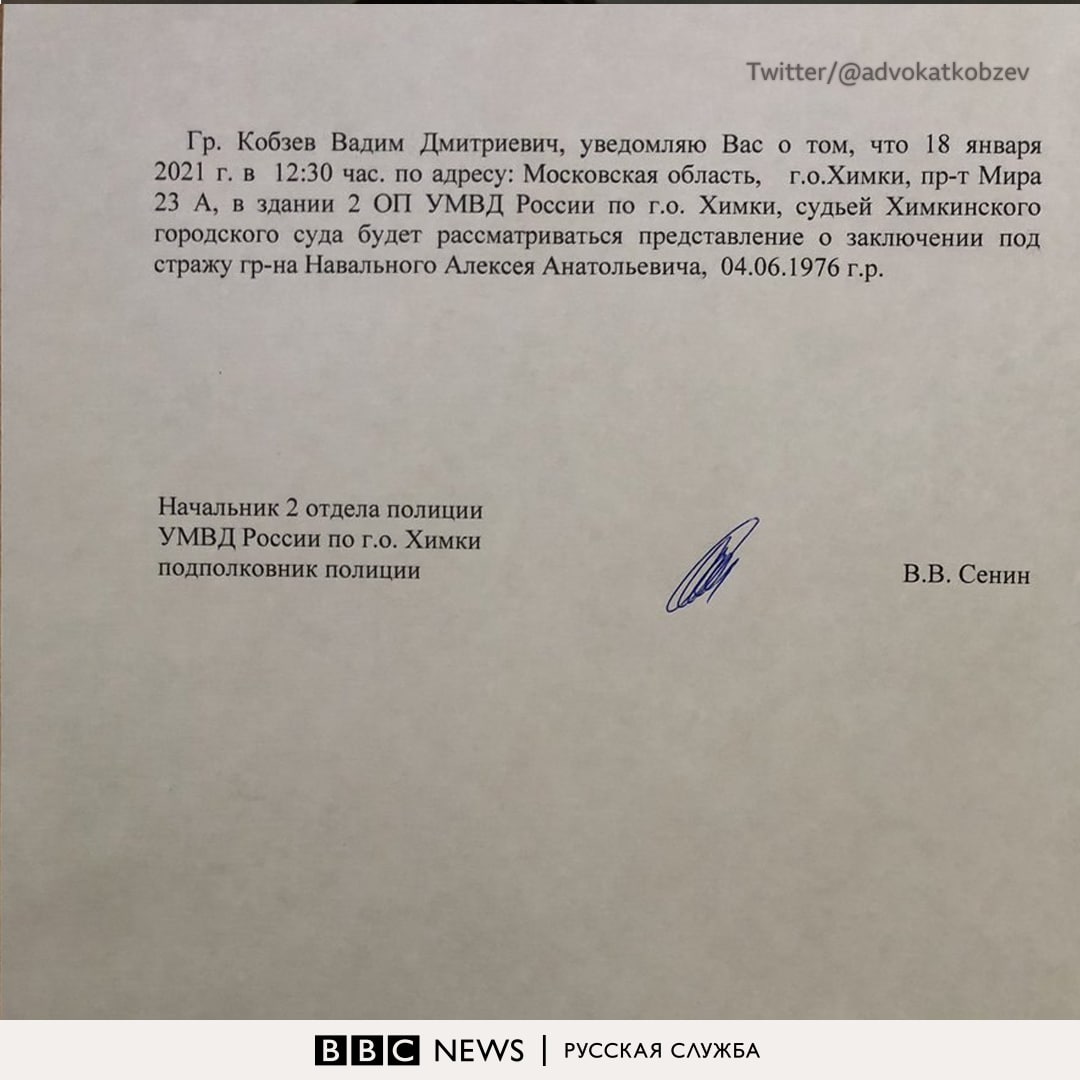 Twitter/@advokatkobzev
Гр. Кобзев Вадим Дмитриевич, уведомляю Вас о том, что 18 января
2021 г. в 12:30 час. по адресу: Московская область, г.о.Химки, пр-т Мира
23 А, в здании 2 ОП УМВД России по г.о. Химки, судьей Химкинского
городского суда будет рассматриваться представление о заключении под
стражу гр-на Навального Алексея Анатольевича, 04.06.1976 г.р.
Начальник 2 отдела полиции
УМВД России по г.о. Химки
подполковник полиции
В.В. Сенин
BBC NEWS | РУССКАЯ СЛУЖБА